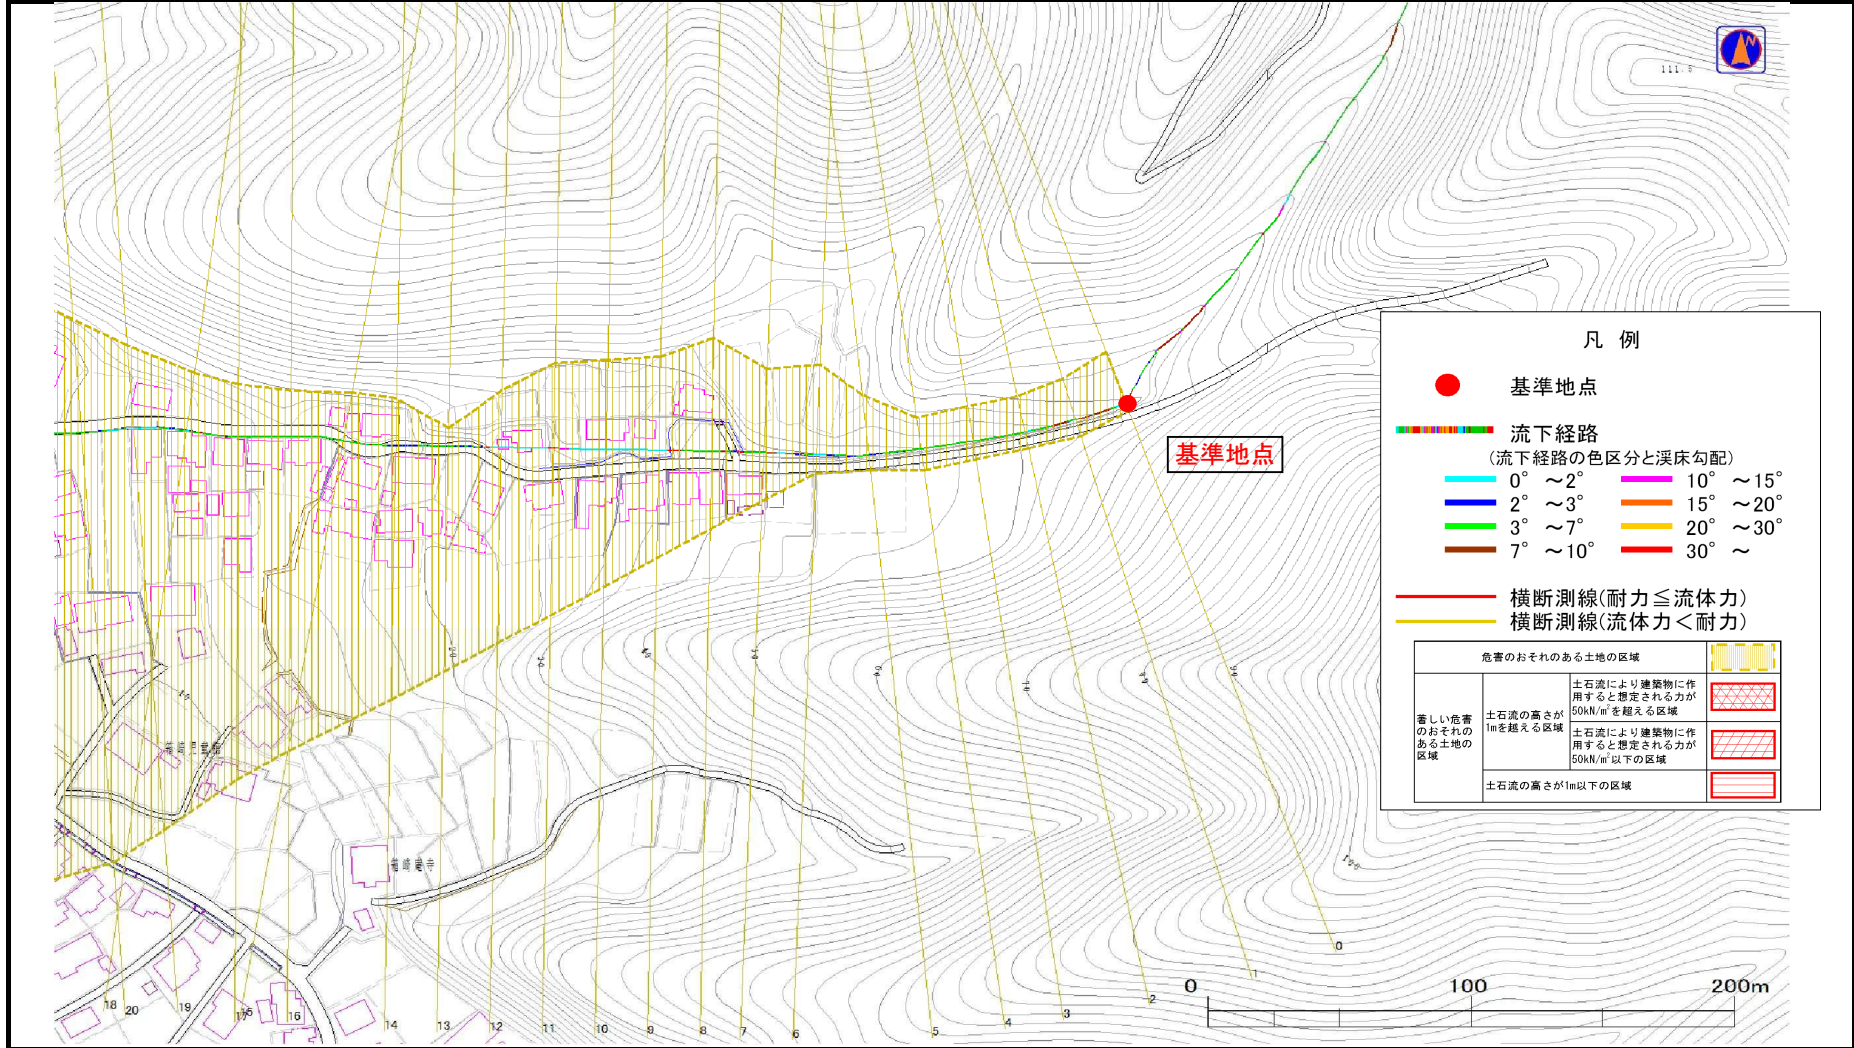 N
111.5
凡 例
基準地点
流下経路
(流下経路の色区分と渓床勾配)
0° ～2°
10° ～15°
2° ～3°
15° ～20°
3° ～7°
20° ～30°
7° ～10°
30° ～
横断測線(耐力≦流体力)
横断測線(流体力＜耐力)
危害のおそれのある土地の区域
著しい危害
のおそれの
ある土地の
区域
土石流の高さが
1mを越える区域
土石流により建築物に作
用すると想定される力が
50kN/m²を超える区域
土石流により建築物に作
用すると想定される力が
50kN/m²以下の区域
土石流の高さが1m以下の区域
基準地点
100
0
1
2
3
4
5
6
7
8
9
10
11
12
13
14
16
15
17
19
20
18
0 100 200m